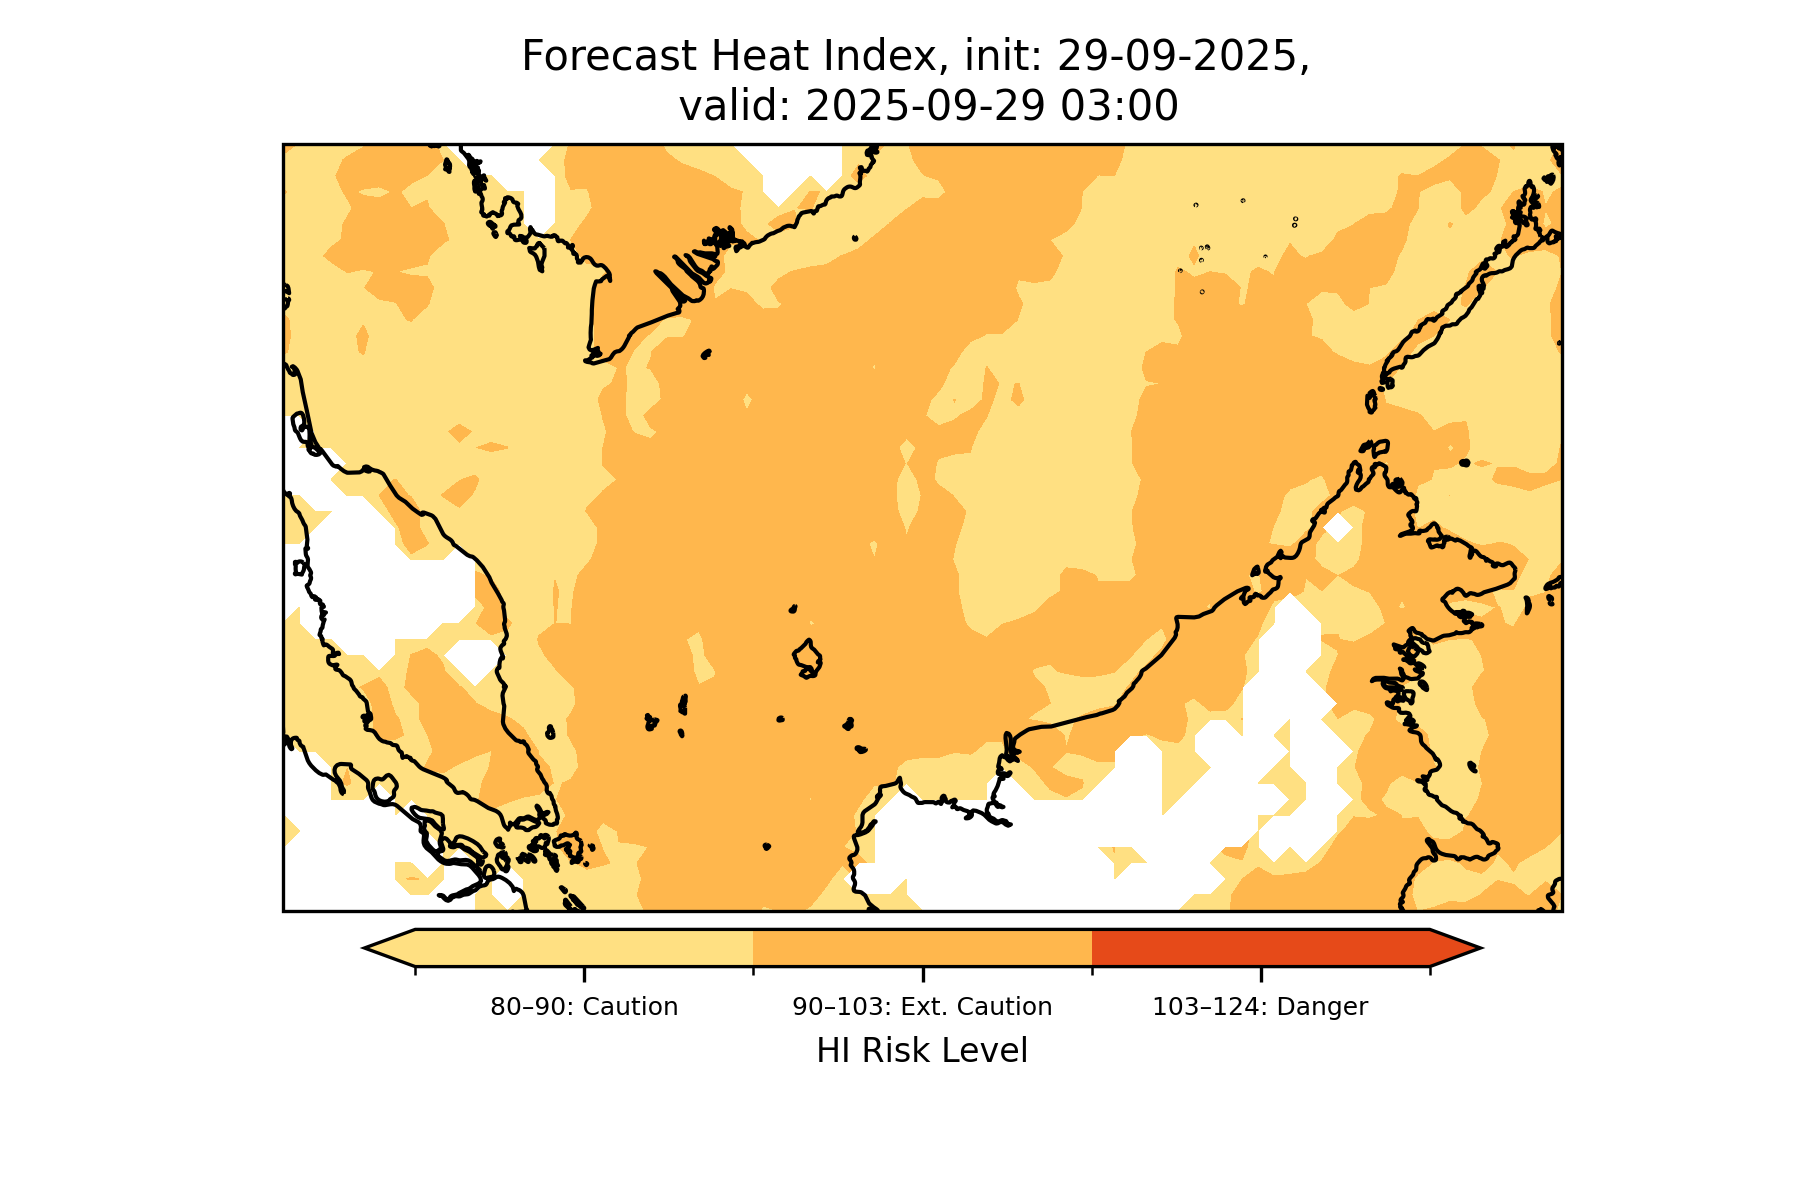 Forecast Heat Index, init: 29-09-2025,
valid: 2025-09-29 03:00
80–90: Caution
90–103: Ext. Caution
103–124: Danger
HI Risk Level